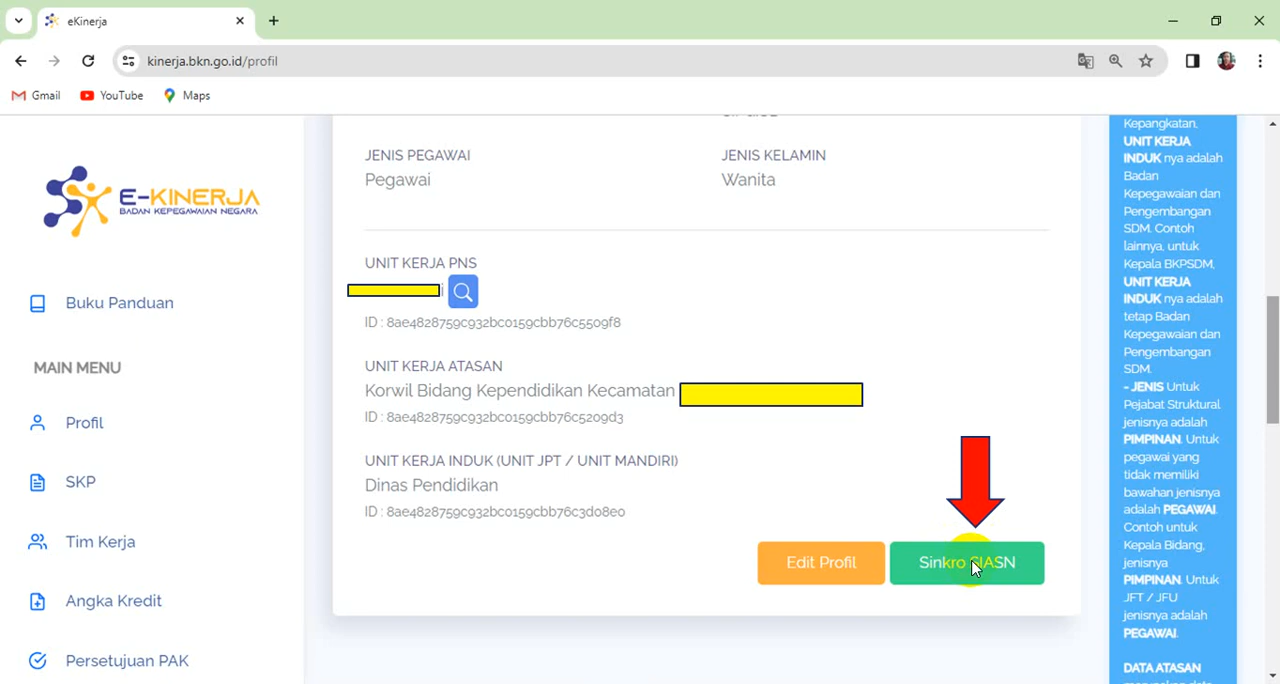 eKinerja
kinerja.bkn.go.id/profil
Gmail YouTube Maps
E-KINERJA
BADAN KEPEGAWAIAN NEGARA
Buku Panduan
MAIN MENU
Profil
SKP
Tim Kerja
Angka Kredit
Persetujuan PAK
JENIS PEGAWAI
Pegawai
JENIS KELAMIN
Wanita
UNIT KERJA PNS
ID : 8ae4828759c932bc0159cbb76c5509f8
UNIT KERJA ATASAN
Korwil Bidang Kependidikan Kecamatan
ID : 8ae4828759c932bc0159cbb76c5209d3
UNIT KERJA INDUK (UNIT JPT / UNIT MANDIRI)
Dinas Pendidikan
ID : 8ae4828759c932bc0159cbb76c3d08e0
Edit Profil
Sinkro SIASN
Kepangkatan.
UNIT KERJA
INDUK nya adalah
Badan
Kepegawaian dan
Pengembangan
SDM. Contoh
lainnya, untuk
Kepala BKPSDM,
UNIT KERJA
INDUK nya adalah
tetap Badan
Kepegawaian dan
Pengembangan
SDM.
- JENIS Untuk
Pejabat Struktural
jenisnya adalah
PIMPINAN. Untuk
pegawai yang
tidak memiliki
bawahan jenisnya
adalah PEGAWAI.
Contoh untuk
Kepala Bidang,
jenisnya
PIMPINAN. Untuk
JFT / JFU
jenisnya adalah
PEGAWAI.
DATA ATASAN